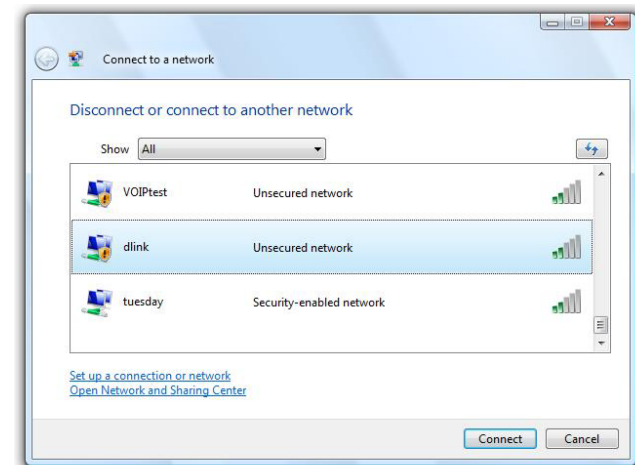 Connect to a network
Disconnect or connect to another network
Show All
VOIPtest Unsecured network
dlink Unsecured network
tuesday Security-enabled network
Set up a connection or network
Open Network and Sharing Center
Connect Cancel